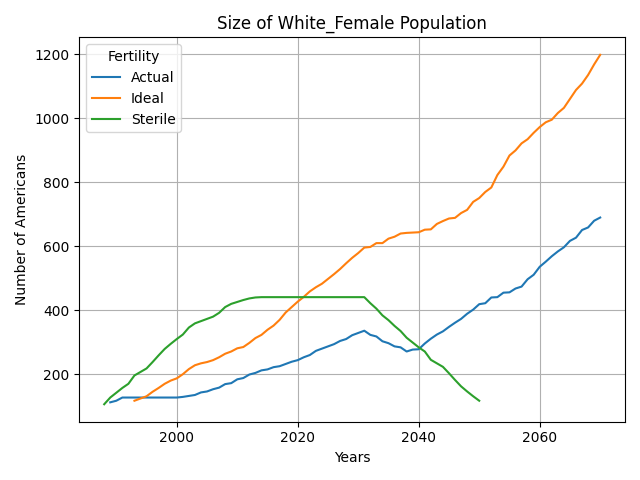 Size of White_Female Population
Number of Americans
1200
1000
800
600
400
200
Fertility
Actual
Ideal
Sterile
2000
2020
2040
2060
Years